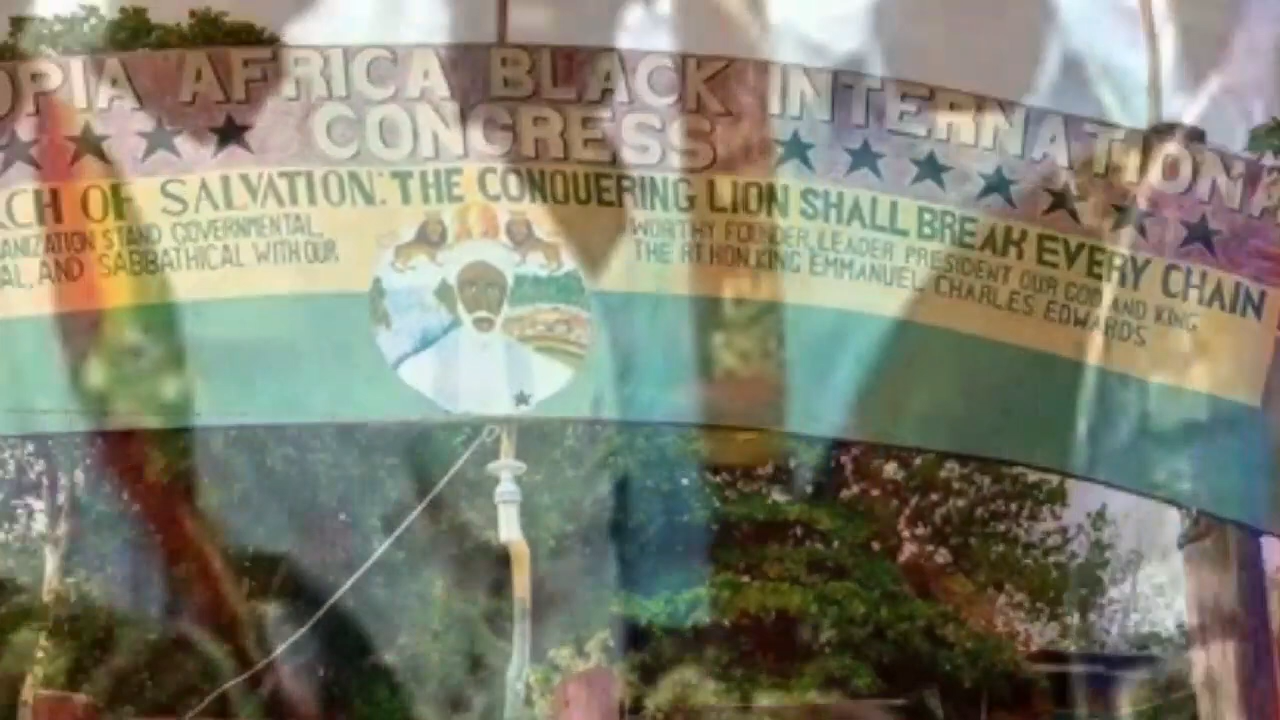 OPIA AFRICA BLACK INTERNATIONA
CONGRESS
CH OF SALVATION: THE CONQUERING LION SHALL BREAK EVERY CHAIN
ANIZATION STAND GOVERNMENTAL,
AL, AND SABBATHICAL WITH OUR
WORTHY FOUNDER, LEADER PRESIDENT OUR GOD AND KING
THE RT HON. KING EMMANUEL CHARLES EDWARDS